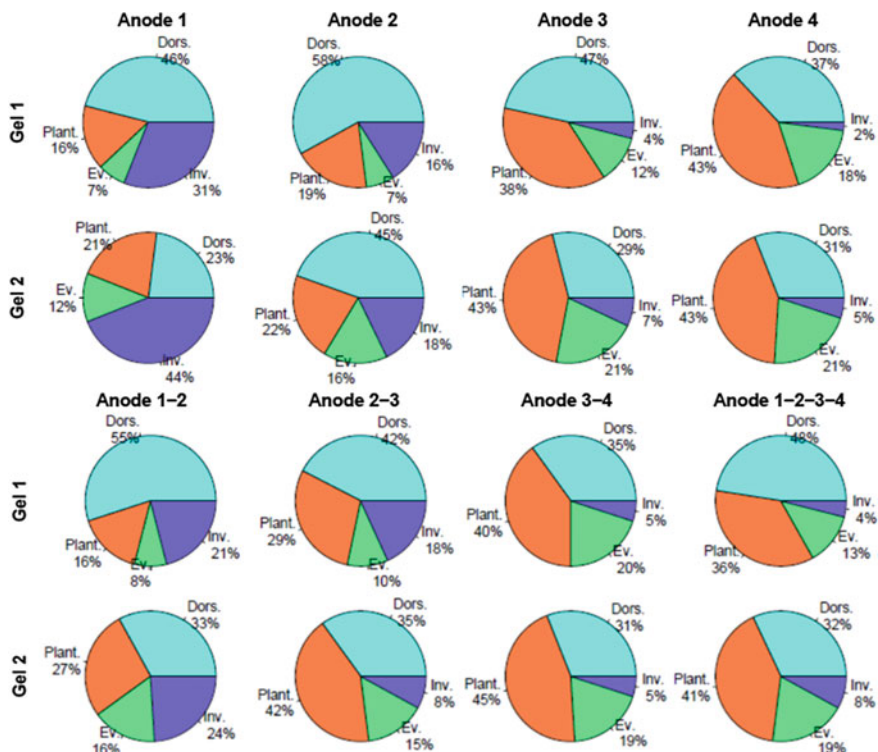 Anode 1
Anode 2
Anode 3
Anode 4
Gel 1
Dors.
46%
Plant.
16%
Ev.
7%
Inv.
31%
Dors.
58%
Plant.
19%
Ev.
7%
Inv.
16%
Dors.
47%
Plant.
38%
Ev.
12%
Inv.
4%
Dors.
37%
Plant.
43%
Ev.
18%
Inv.
2%
Gel 2
Plant.
21%
Dors.
23%
Ev.
12%
Inv.
44%
Dors.
45%
Plant.
22%
Ev.
16%
Inv.
18%
Dors.
29%
Plant.
43%
Ev.
21%
Inv.
7%
Dors.
31%
Plant.
43%
Ev.
21%
Inv.
5%
Anode 1–2
Anode 2–3
Anode 3–4
Anode 1–2–3–4
Gel 1
Dors.
55%
Plant.
16%
Ev.
8%
Inv.
21%
Dors.
42%
Plant.
29%
Ev.
10%
Inv.
18%
Dors.
35%
Plant.
40%
Ev.
20%
Inv.
5%
Dors.
48%
Plant.
36%
Ev.
13%
Inv.
4%
Gel 2
Dors.
33%
Plant.
27%
Ev.
16%
Inv.
24%
Dors.
35%
Plant.
42%
Ev.
15%
Inv.
8%
Dors.
31%
Plant.
45%
Ev.
19%
Inv.
5%
Dors.
32%
Plant.
41%
Ev.
19%
Inv.
8%